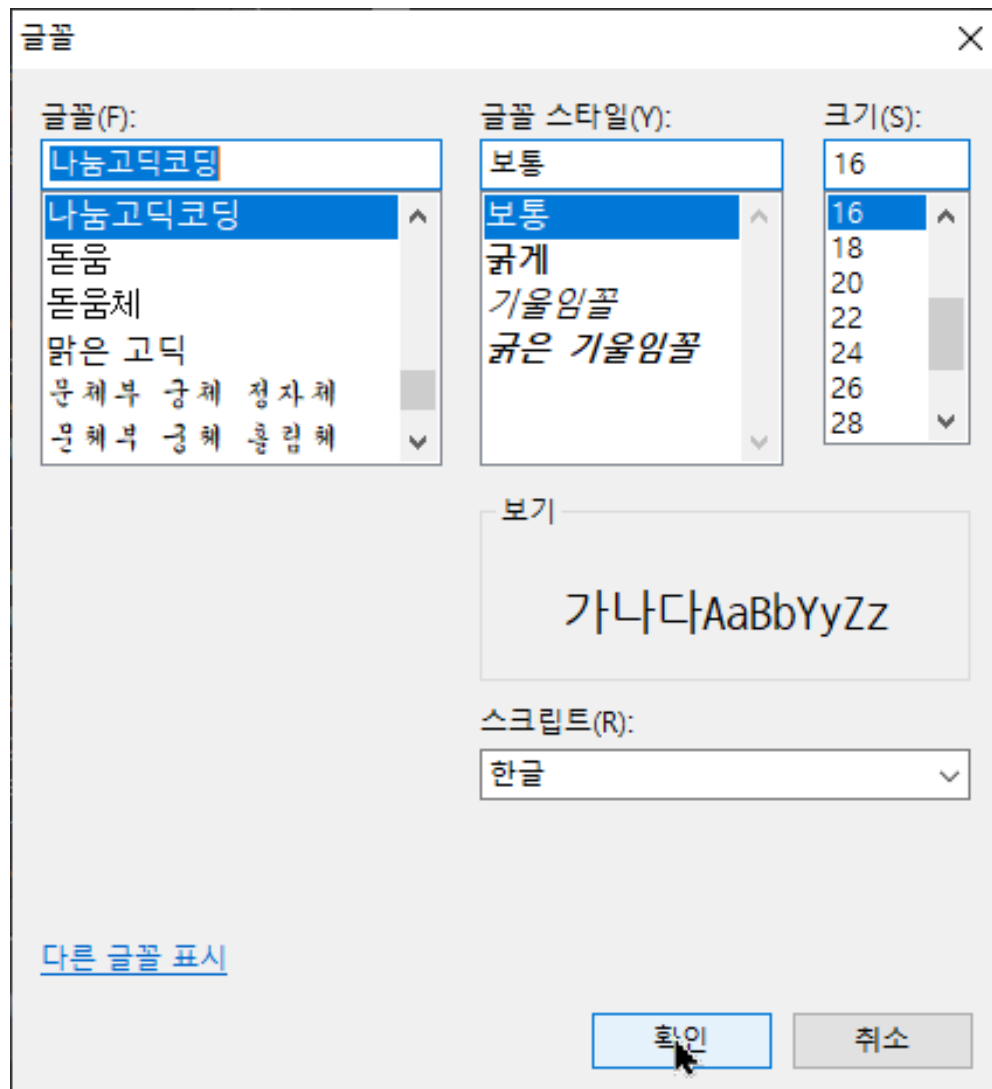 글꼴
글꼴(F):
나눔고딕코딩
나눔고딕코딩
돋움
돋움체
맑은 고딕
문체부 궁체 정자체
문체부 궁체 흘림체
글꼴 스타일(Y):
보통
보통
굵게
기울임꼴
굵은 기울임꼴
크기(S):
16
16
18
20
22
24
26
28
보기
가나다AaBbYyZz
스크립트(R):
한글
다른 글꼴 표시
확인
취소